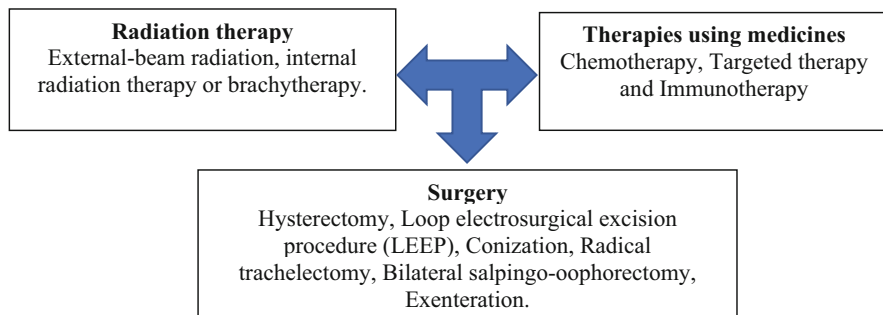 Radiation therapy
External-beam radiation, internal
radiation therapy or brachytherapy.
Therapies using medicines
Chemotherapy, Targeted therapy
and Immunotherapy
Surgery
Hysterectomy, Loop electrosurgical excision
procedure (LEEP), Conization, Radical
trachelectomy, Bilateral salpingo-oophorectomy,
Exenteration.